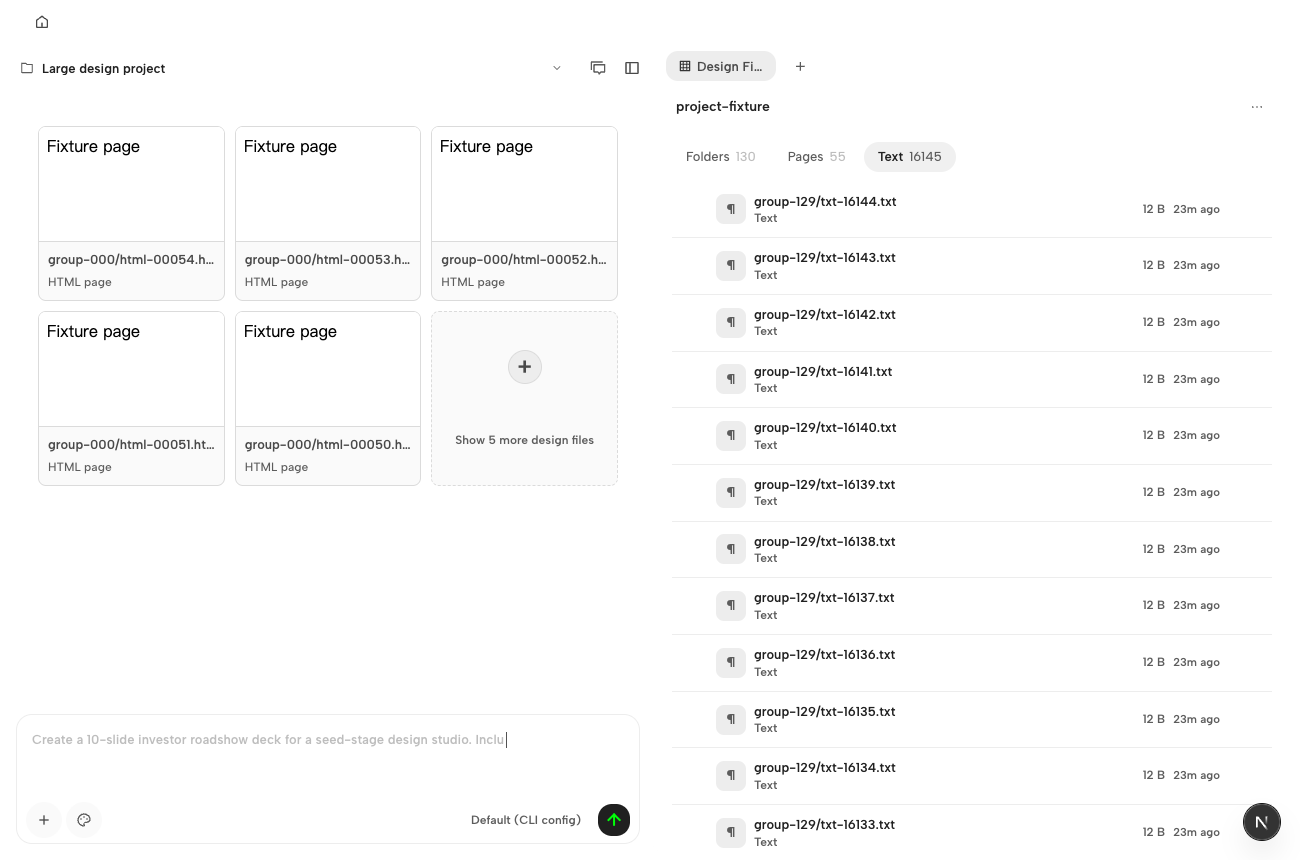 Large design project
Fixture page
Fixture page
Fixture page
group-000/html-00054.h...
HTML page
group-000/html-00053.h...
HTML page
group-000/html-00052.h...
HTML page
Fixture page
Fixture page
group-000/html-00051.ht...
HTML page
group-000/html-00050.h...
HTML page
Show 5 more design files
Create a 10-slide investor roadshow deck for a seed-stage design studio. Inclu
Default (CLI config)
Design Fi...
project-fixture
Folders 130
Pages 55
Text 16145
¶ group-129/txt-16144.txt
Text
12 B 23m ago
¶ group-129/txt-16143.txt
Text
12 B 23m ago
¶ group-129/txt-16142.txt
Text
12 B 23m ago
¶ group-129/txt-16141.txt
Text
12 B 23m ago
¶ group-129/txt-16140.txt
Text
12 B 23m ago
¶ group-129/txt-16139.txt
Text
12 B 23m ago
¶ group-129/txt-16138.txt
Text
12 B 23m ago
¶ group-129/txt-16137.txt
Text
12 B 23m ago
¶ group-129/txt-16136.txt
Text
12 B 23m ago
¶ group-129/txt-16135.txt
Text
12 B 23m ago
¶ group-129/txt-16134.txt
Text
12 B 23m ago
¶ group-129/txt-16133.txt
Text
12 B 23m ago
N